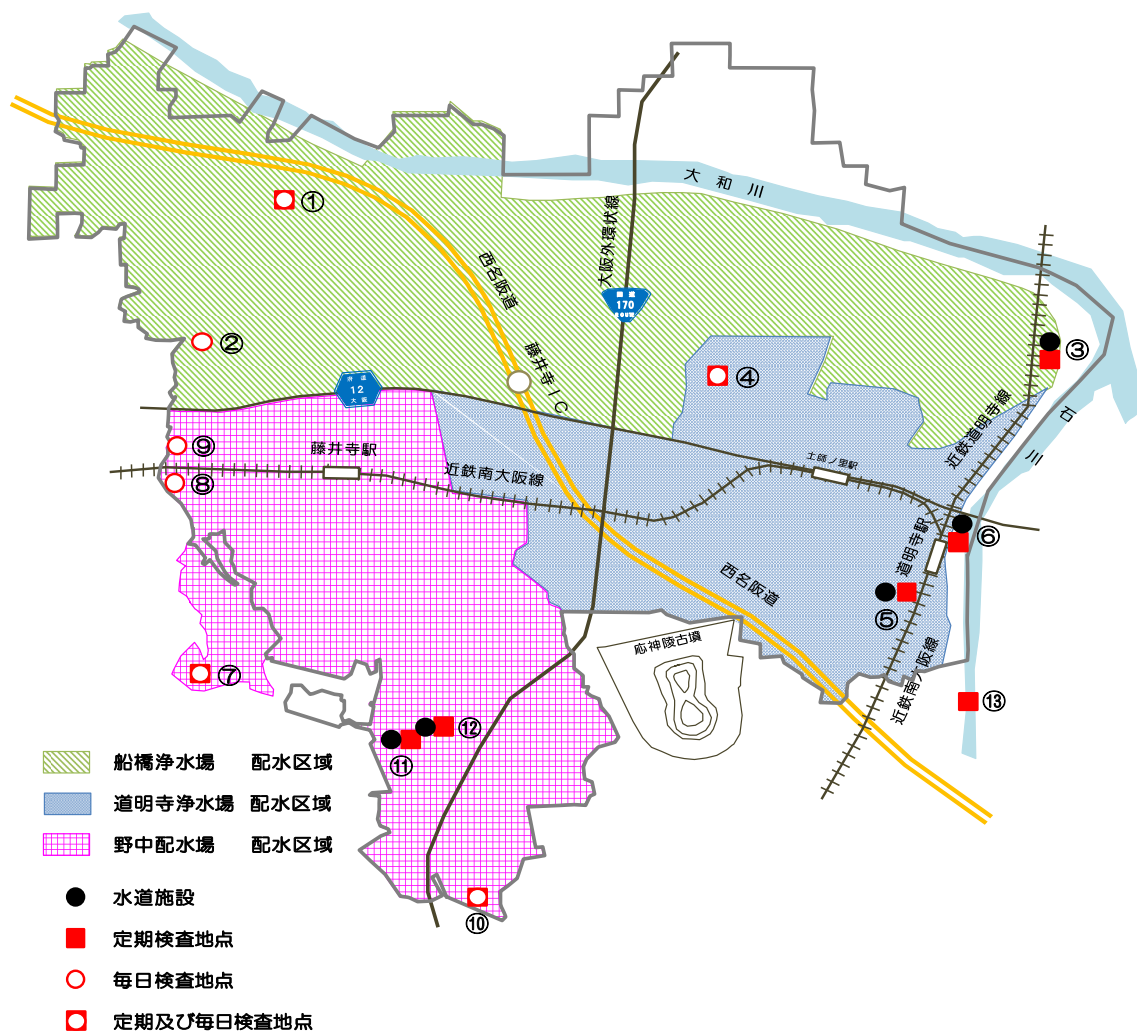 大和川
①
大阪外環状線
西名阪道
国道
170
②
藤井寺IC
③
④
府道
12
大阪
近鉄道明寺線
石川
⑨
藤井寺駅
土師ノ里駅
近鉄南大阪線
⑧
道明寺駅
⑥
西名阪道
⑤
応神陵古墳
近鉄南大阪線
⑦
⑬
⑫
⑪
船橋浄水場 配水区域
道明寺浄水場 配水区域
野中配水場 配水区域
水道施設
⑩
定期検査地点
毎日検査地点
定期及び毎日検査地点